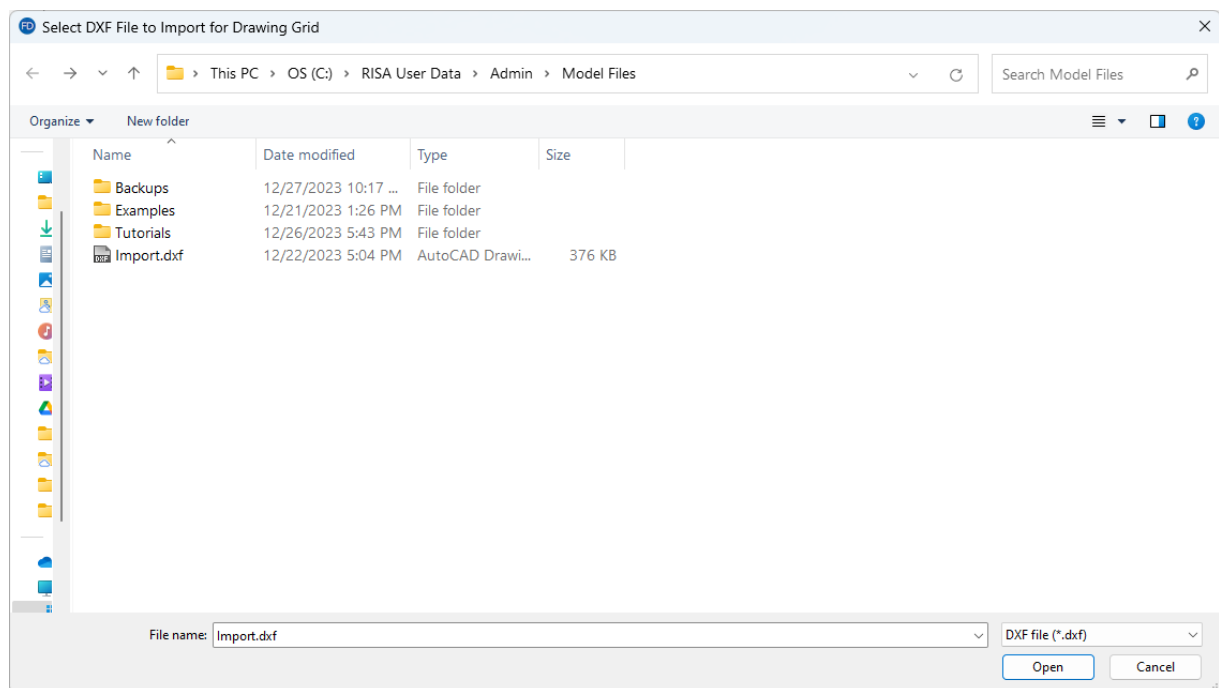 FD Select DXF File to Import for Drawing Grid
This PC > OS (C:) > RISA User Data > Admin > Model Files
Search Model Files
Organize New folder
Name Date modified Type Size
Backups 12/27/2023 10:17 ... File folder
Examples 12/21/2023 1:26 PM File folder
Tutorials 12/26/2023 5:43 PM File folder
DXF Import.dxf 12/22/2023 5:04 PM AutoCAD Drawi... 376 KB
File name: Import.dxf DXF file (*.dxf)
Open Cancel